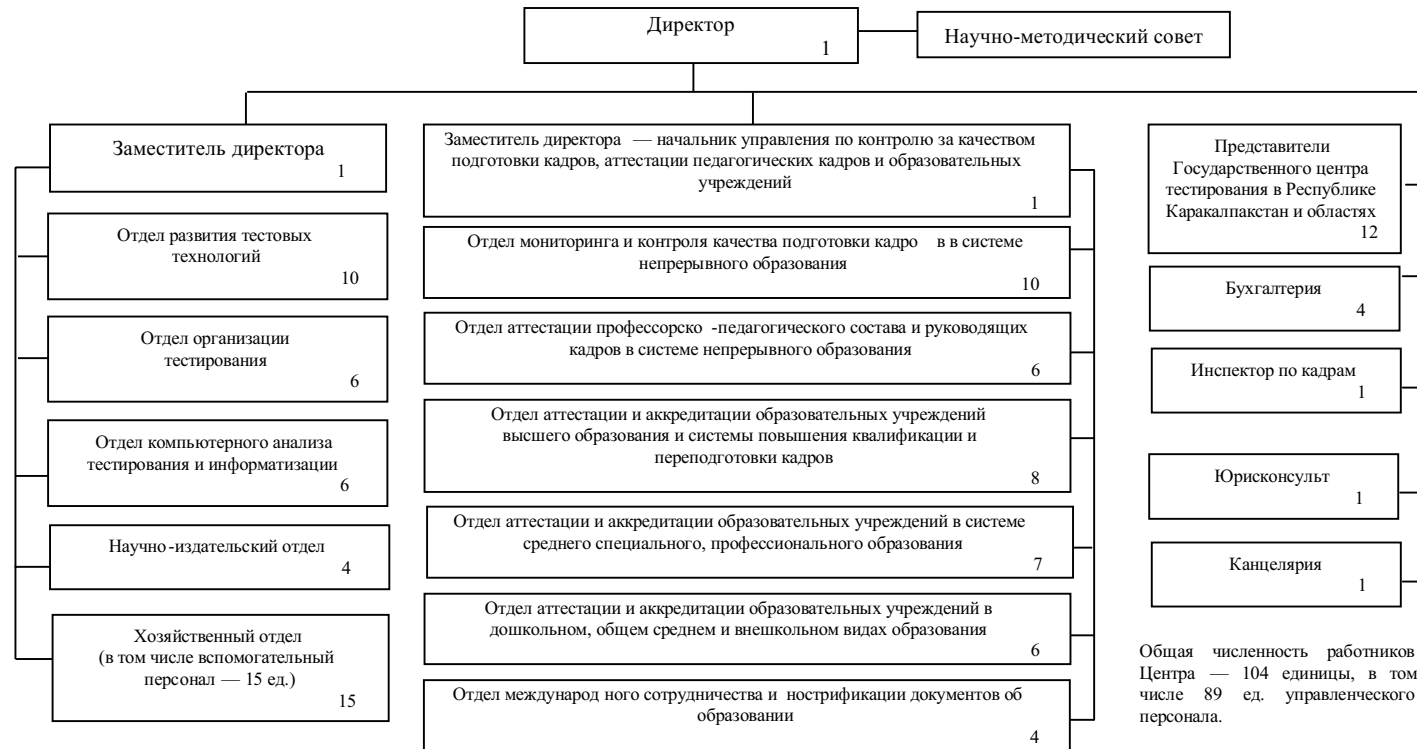 Директор
1
Научно-методический совет
Заместитель директора
1
Отдел развития тестовых
технологий
10
Отдел организации
тестирования
6
Отдел компьютерного анализа
тестирования и информатизации
6
Научно-издательский отдел
4
Хозяйственный отдел
(в том числе вспомогательный
персонал — 15 ед.)
15
Заместитель директора — начальник управления по контролю за качеством
подготовки кадров, аттестации педагогических кадров и образовательных
учреждений
1
Отдел мониторинга и контроля качества подготовки кадро в в системе
непрерывного образования
10
Отдел аттестации профессорско -педагогического состава и руководящих
кадров в системе непрерывного образования
6
Отдел аттестации и аккредитации образовательных учреждений
высшего образования и системы повышения квалификации и
переподготовки кадров
8
Отдел аттестации и аккредитации образовательных учреждений в системе
среднего специального, профессионального образования
7
Отдел аттестации и аккредитации образовательных учреждений в
дошкольном, общем среднем и внешкольном видах образования
6
Отдел международ ного сотрудничества и нострификации документов об
образовании
4
Представители
Государственного центра
тестирования в Республике
Каракалпакстан и областях
12
Бухгалтерия
4
Инспектор по кадрам
1
Юрисконсульт
1
Канцелярия
1
Общая численность работников
Центра — 104 единицы, в том
числе 89 ед. управленческого
персонала.